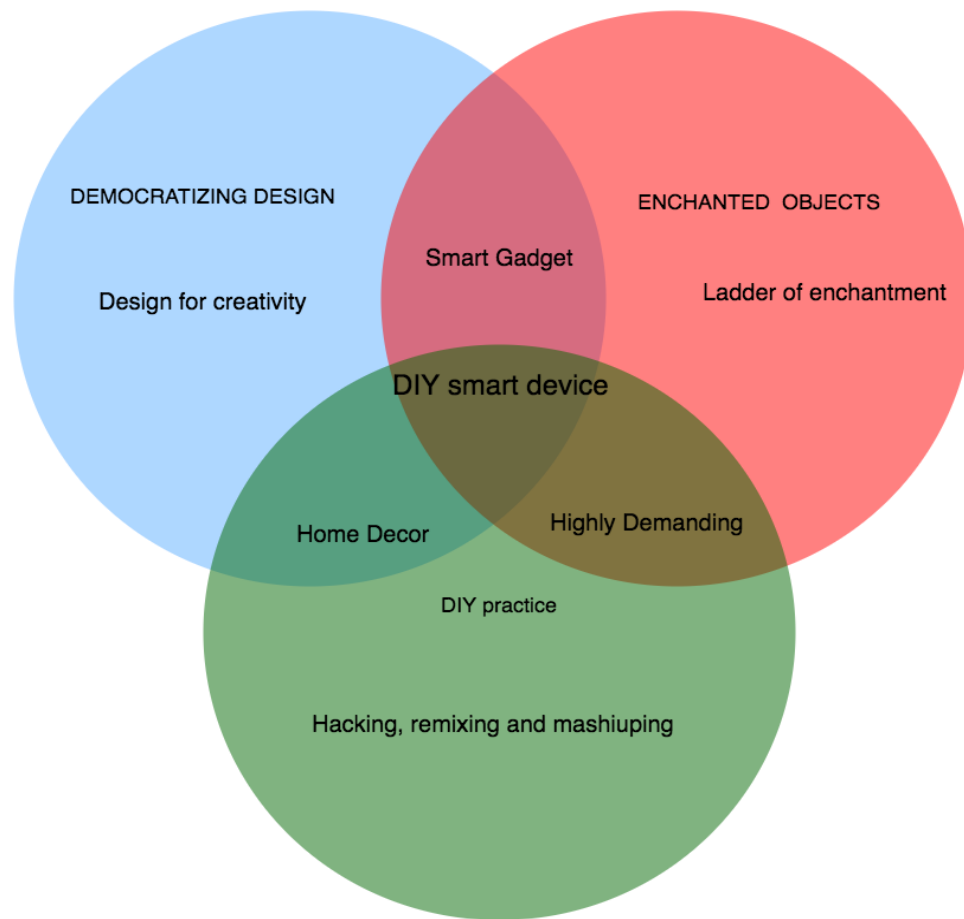 DEMOCRATIZING DESIGN
ENCHANTED OBJECTS
Smart Gadget
Design for creativity
Ladder of enchantment
DIY smart device
Home Decor
Highly Demanding
DIY practice
Hacking, remixing and mashiuping